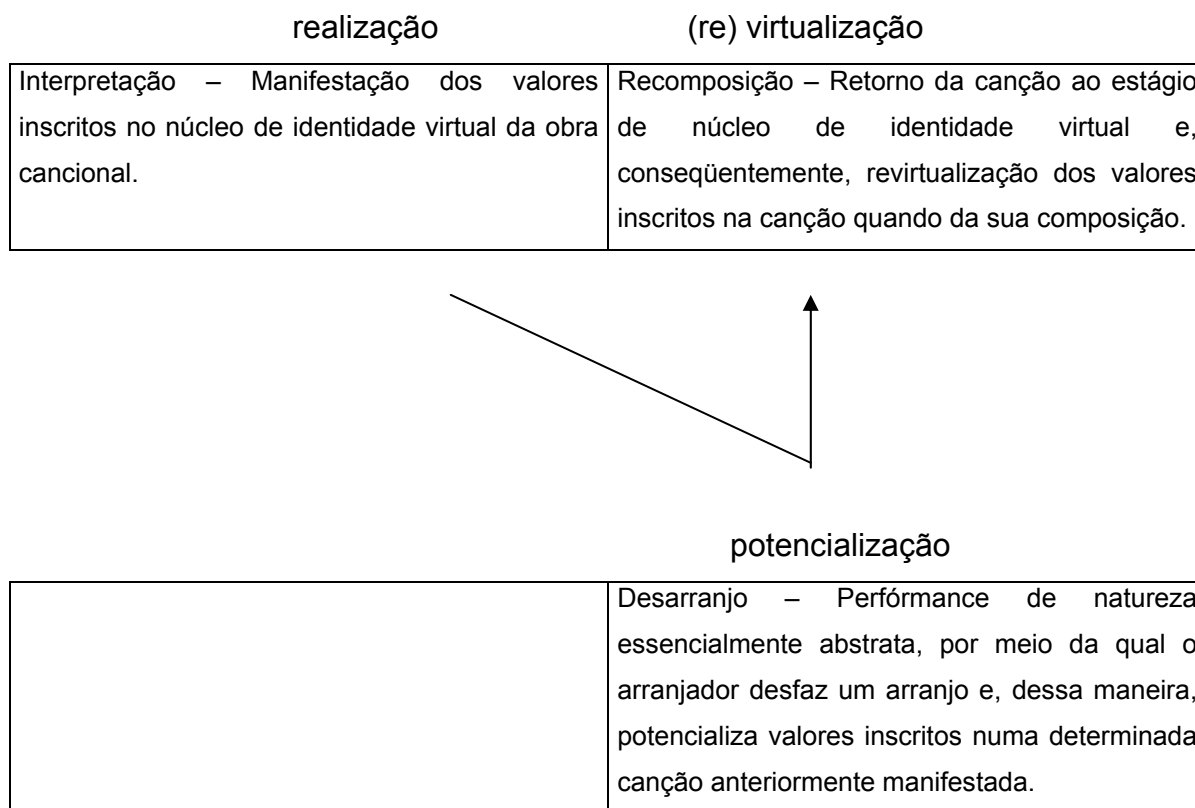 realização (re) virtualização
Interpretação – Manifestação dos valores
inscritos no núcleo de identidade virtual da obra
cancional.
Recomposição – Retorno da canção ao estágio
de núcleo de identidade virtual e,
conseqüentemente, revirtualização dos valores
inscritos na canção quando da sua composição.
potencialização
Desarranjo – Perfórmance de natureza
essencialmente abstrata, por meio da qual o
arranjador desfaz um arranjo e, dessa maneira,
potencializa valores inscritos numa determinada
canção anteriormente manifestada.